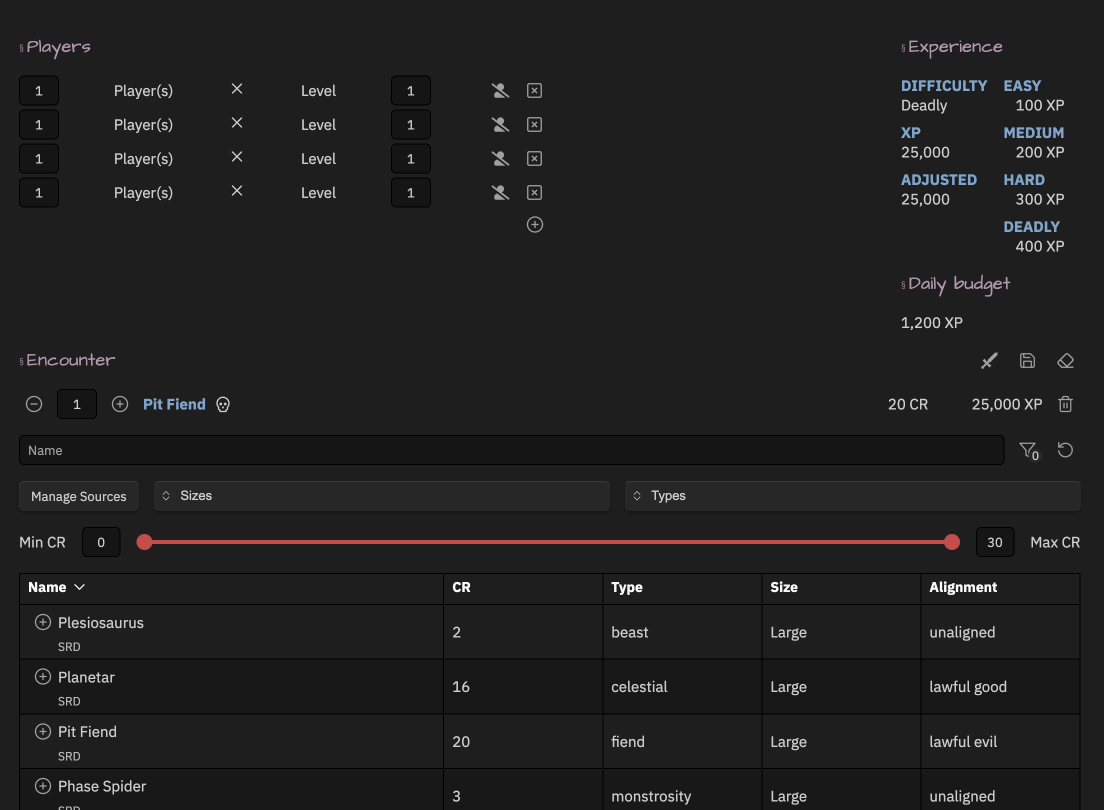 §Players
1 Player(s) × Level 1
1 Player(s) × Level 1
1 Player(s) × Level 1
1 Player(s) × Level 1
§Experience
DIFFICULTY EASY
Deadly 100 XP
XP MEDIUM
25,000 200 XP
ADJUSTED HARD
25,000 300 XP
DEADLY
400 XP
§Daily budget
1,200 XP
§Encounter
1 Pit Fiend 20 CR 25,000 XP
Name 0
Manage Sources Sizes Types
Min CR 0 30 Max CR
Name CR Type Size Alignment
Plesiosaurus
SRD
2 beast Large unaligned
Planetar
SRD
16 celestial Large lawful good
Pit Fiend
SRD
20 fiend Large lawful evil
Phase Spider
SRD
3 monstrosity Large unaligned